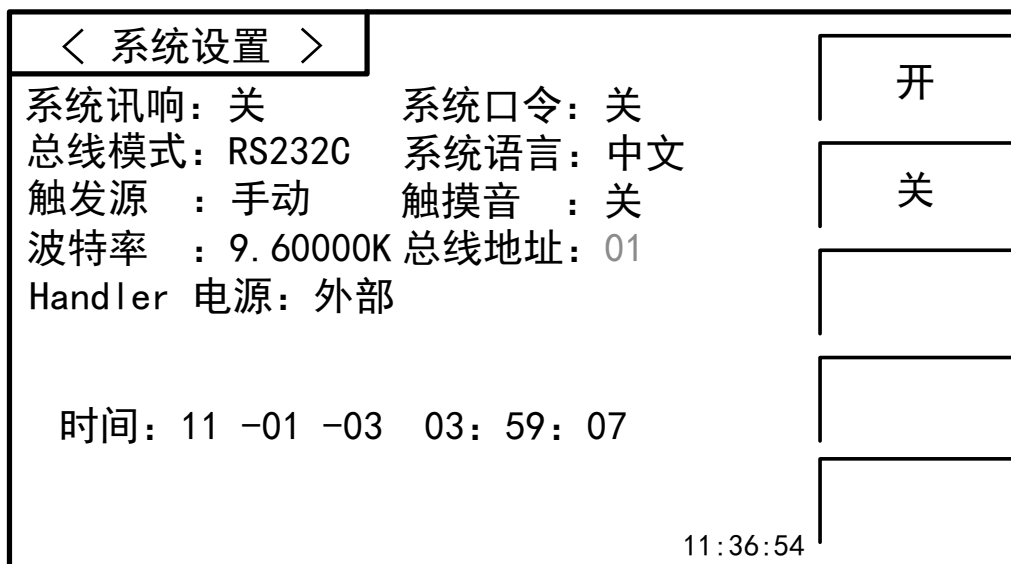 < 系统设置 >
系统讯响：关 系统口令：关
总线模式：RS232C 系统语言：中文
触发源 ：手动 触摸音 ：关
波特率 ：9.60000K 总线地址：01
Handler 电源：外部
时间：11 -01 -03 03：59：07
11:36:54
开
关